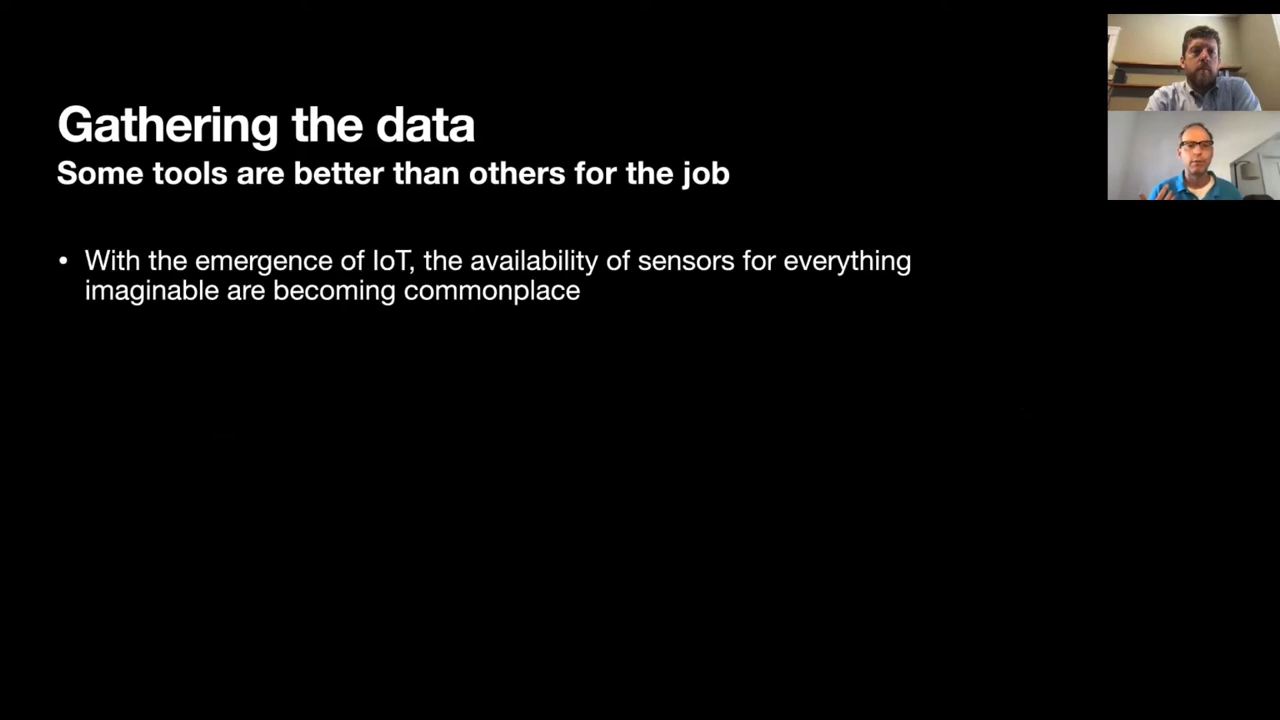 Gathering the data
Some tools are better than others for the job
• With the emergence of IoT, the availability of sensors for everything
imaginable are becoming commonplace